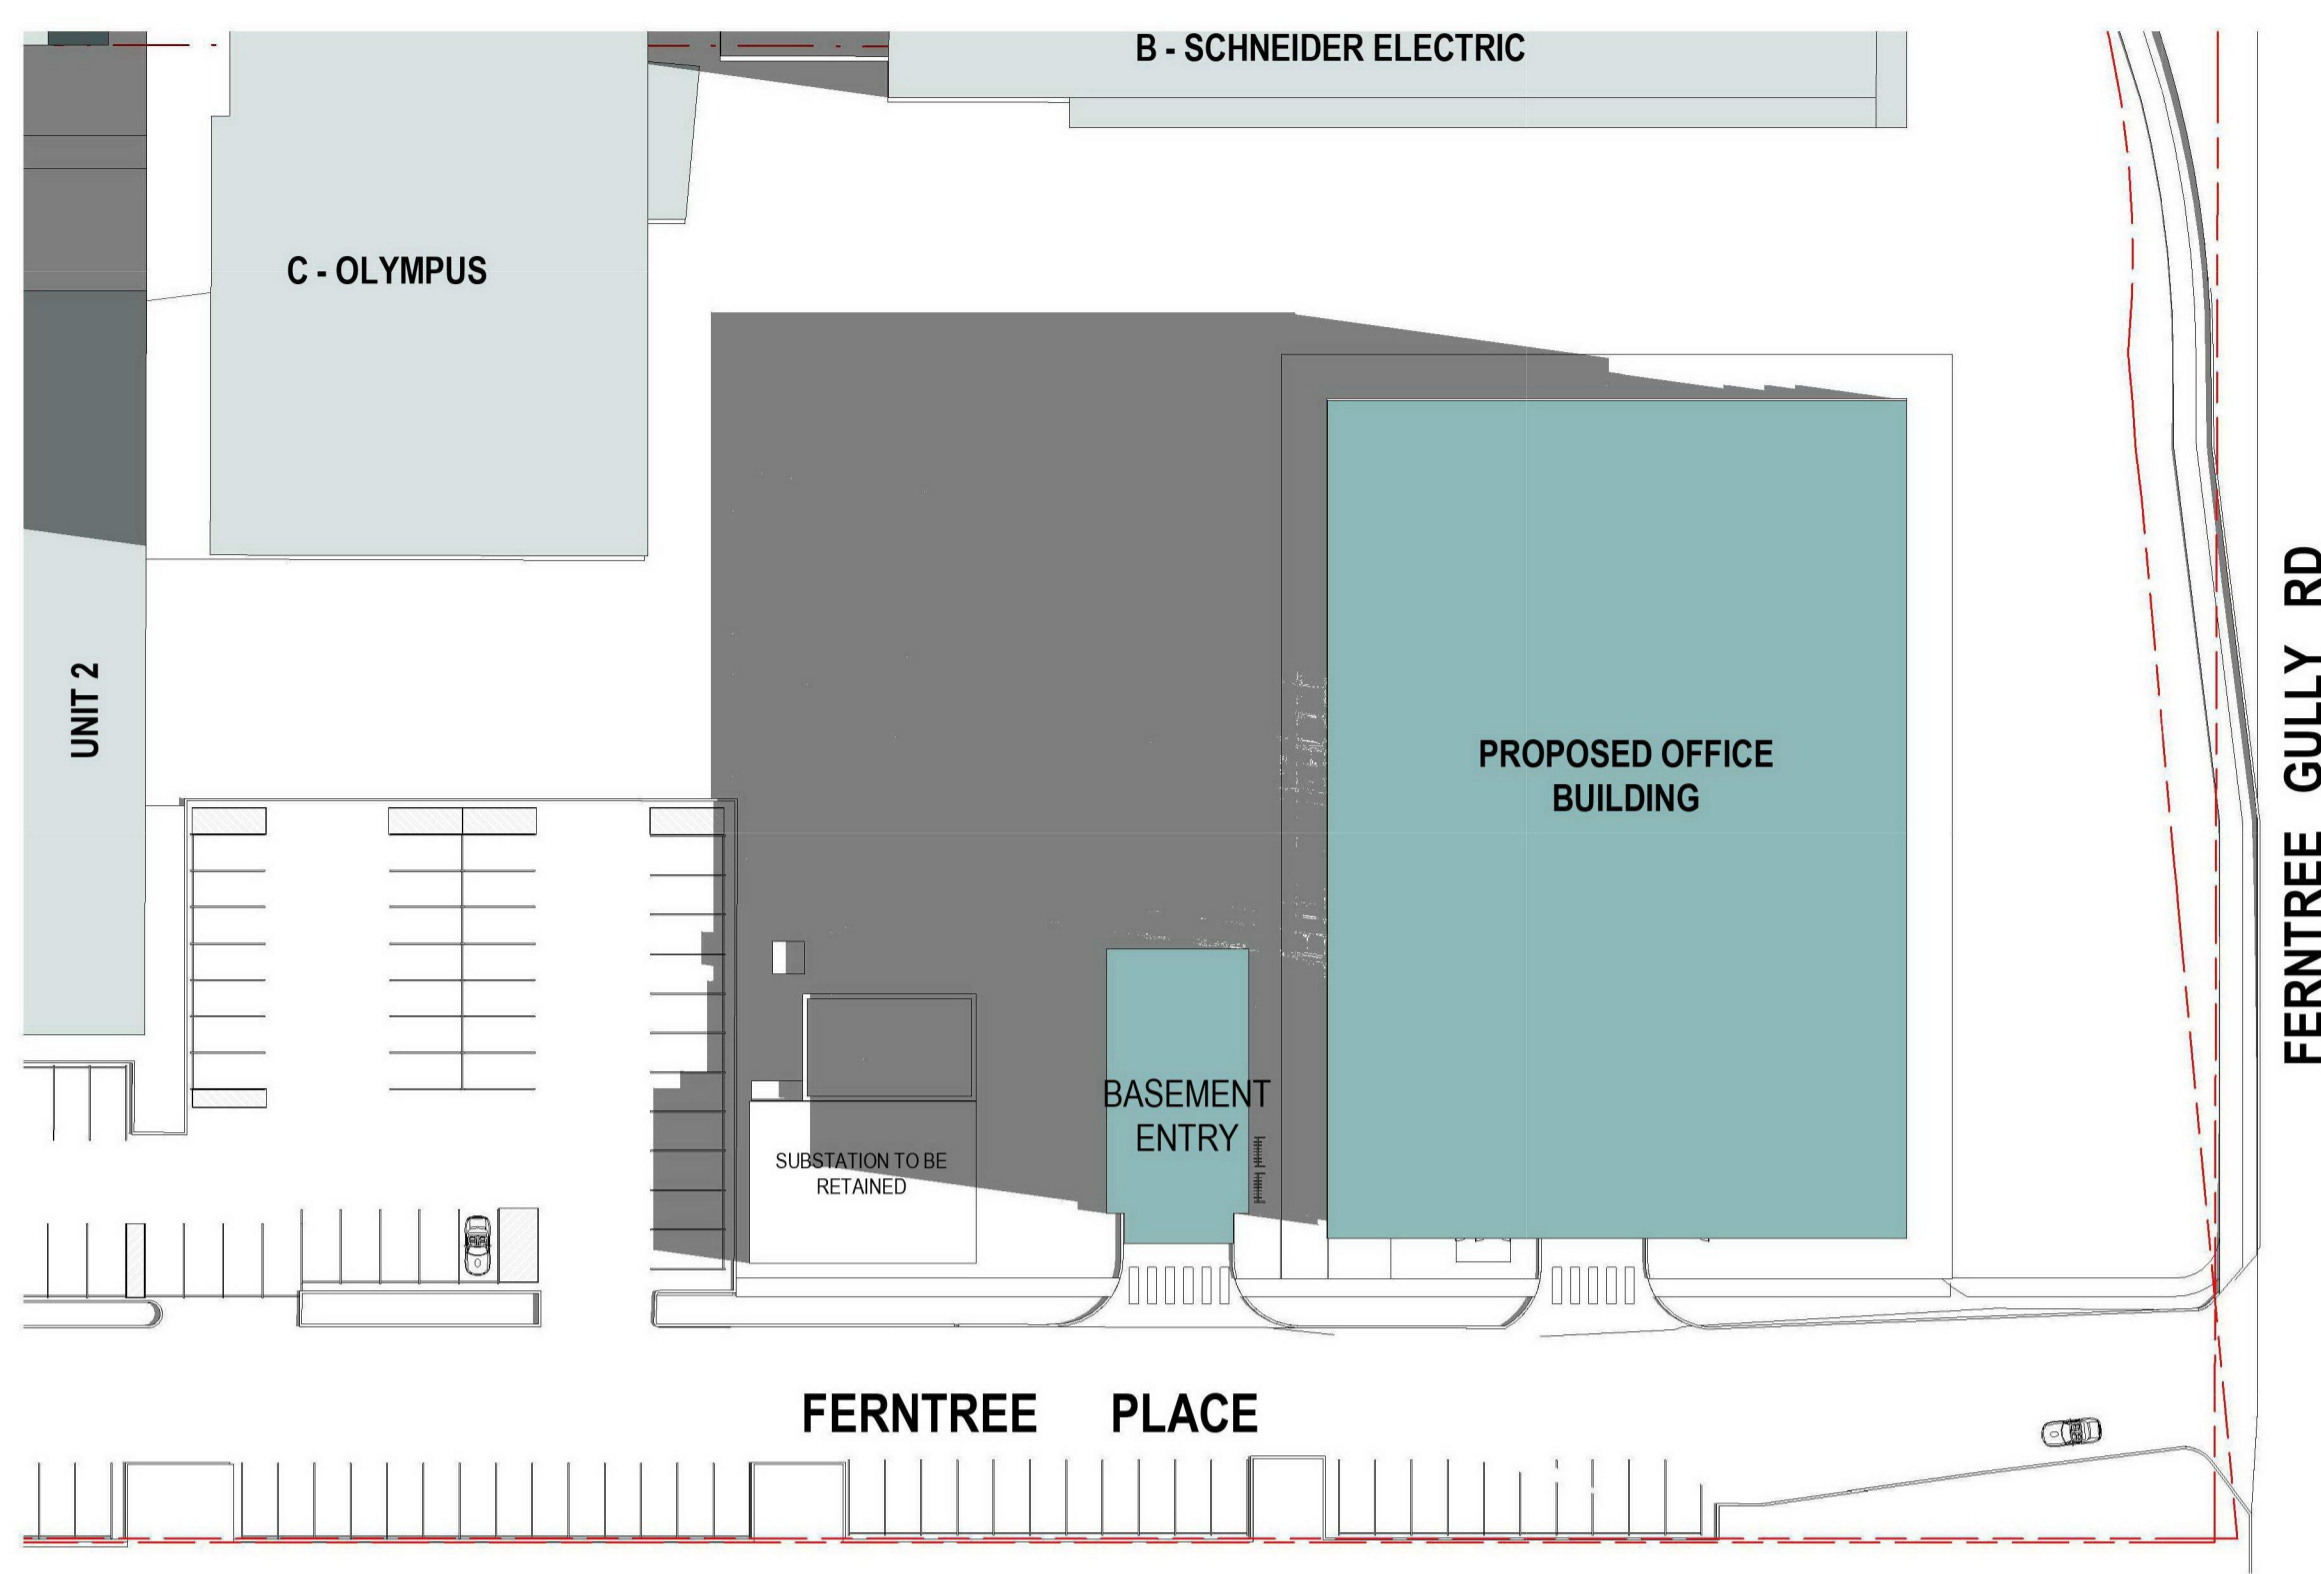 B - SCHNEIDER ELECTRIC
C - OLYMPUS
UNIT 2
PROPOSED OFFICE
BUILDING
FERNTREE GULLY RD
BASEMENT
ENTRY
SUBSTATION TO BE
RETAINED
FERNTREE PLACE